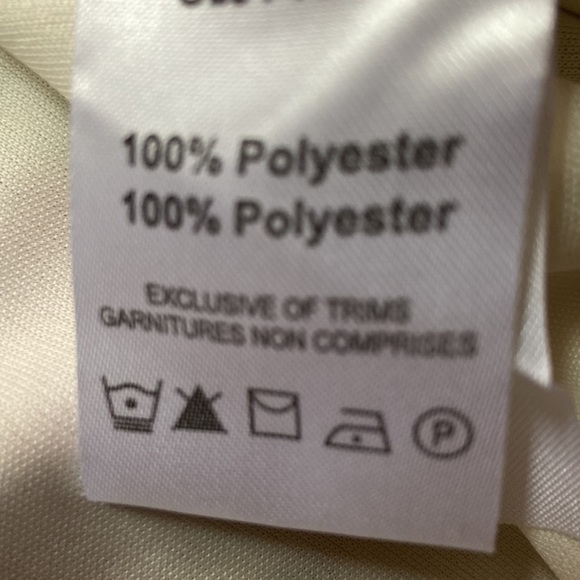 100% Polyester
100% Polyester
EXCLUSIVE OF TRIMS
GARNITURES NON COMPRISES
P